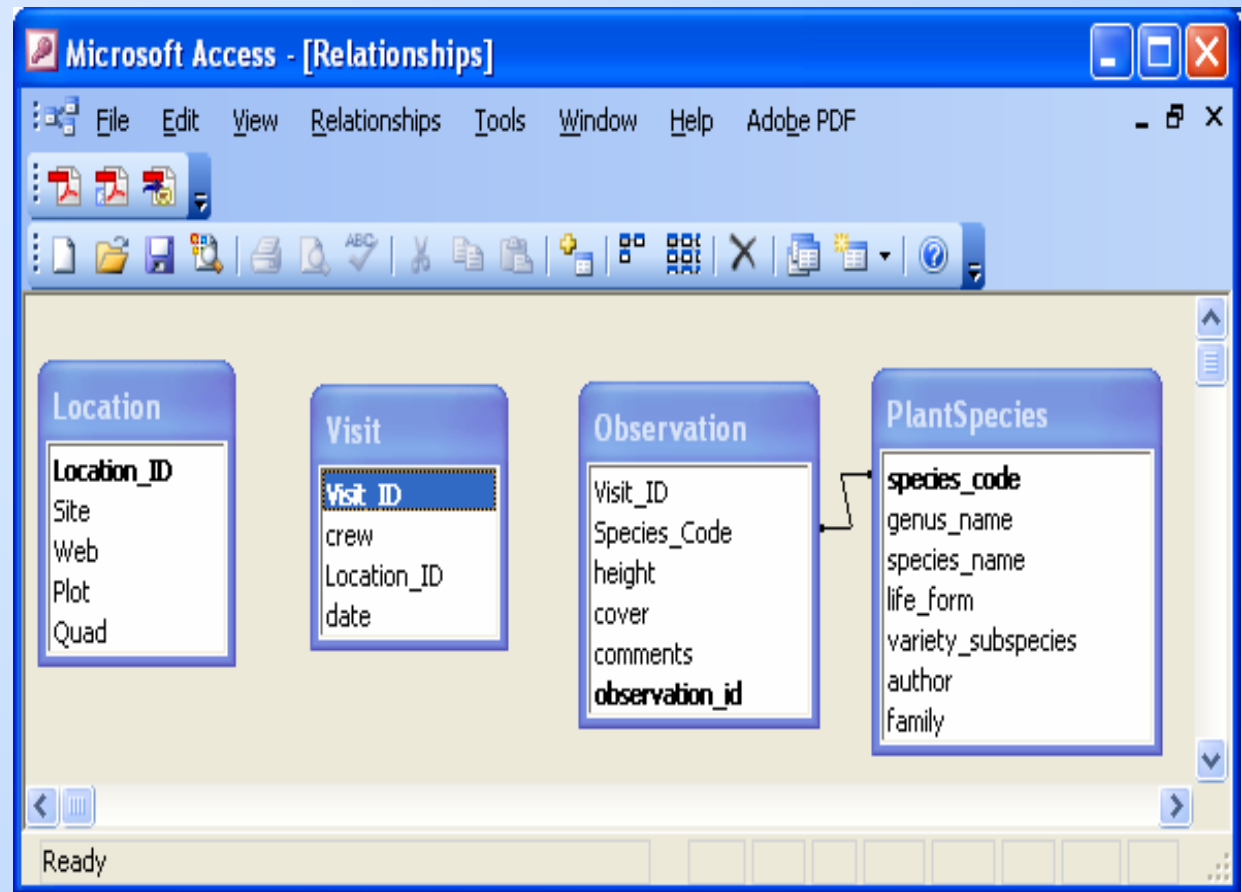 Microsoft Access - [Relationships]
File Edit View Relationships Tools Window Help Adobe PDF
ABC
Location
Location_ID
Site
Web
Plot
Quad
Visit
Visit_ID
crew
Location_ID
date
Observation
Visit_ID
Species_Code
height
cover
comments
observation_id
PlantSpecies
species_code
genus_name
species_name
life_form
variety_subspecies
author
family
Ready